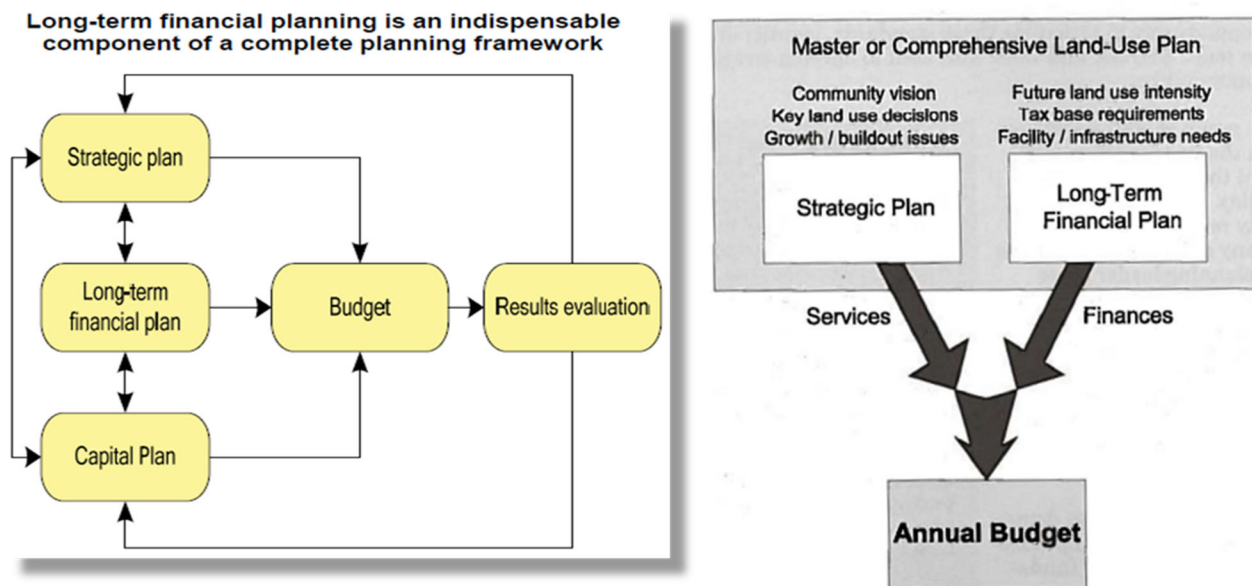 Long-term financial planning is an indispensable
component of a complete planning framework
Strategic plan
Long-term
financial plan
Capital Plan
Budget
Results evaluation
Master or Comprehensive Land-Use Plan
Community vision
Key land use decisions
Growth / buildout issues
Future land use intensity
Tax base requirements
Facility / infrastructure needs
Strategic Plan
Long-Term
Financial Plan
Services
Finances
Annual Budget